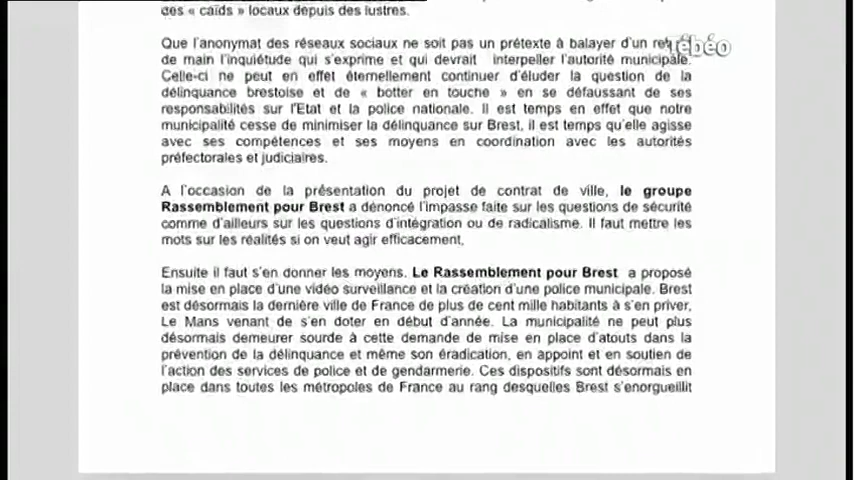 des « caïds » locaux depuis des lustres.
Que l'anonymat des réseaux sociaux ne soit pas un prétexte à balayer d'un
Tébéo
de main l'inquiétude qui s'exprime et qui devrait interpeller l'autorité municipale.
Celle-ci ne peut en effet éternellement continuer d'éluder la question de la
délinquance brestoise et de « botter en touche » en se défaussant de ses
responsabilités sur l'Etat et la police nationale. Il est temps en effet que notre
municipalité cesse de minimiser la délinquance sur Brest, il est temps qu'elle agisse
avec ses compétences et ses moyens en coordination avec les autorités
préfectorales et judiciaires.
A l'occasion de la présentation du projet de contrat de ville, le groupe
Rassemblement pour Brest a dénoncé l'impasse faite sur les questions de sécurité
comme d'ailleurs sur les questions d'intégration ou de radicalisme. Il faut mettre les
mots sur les réalités si on veut agir efficacement.
Ensuite il faut s'en donner les moyens. Le Rassemblement pour Brest a proposé
la mise en place d'une vidéo surveillance et la création d'une police municipale. Brest
est désormais la dernière ville de France de plus de cent mille habitants à s'en priver,
Le Mans venant de s'en doter en début d'année. La municipalité ne peut plus
désormais demeurer sourde à cette demande de mise en place d'atouts dans la
prévention de la délinquance et même son éradication, en appoint et en soutien de
l'action des services de police et de gendarmerie. Ces dispositifs sont désormais en
place dans toutes les métropoles de France au rang desquelles Brest s'enorgueillit